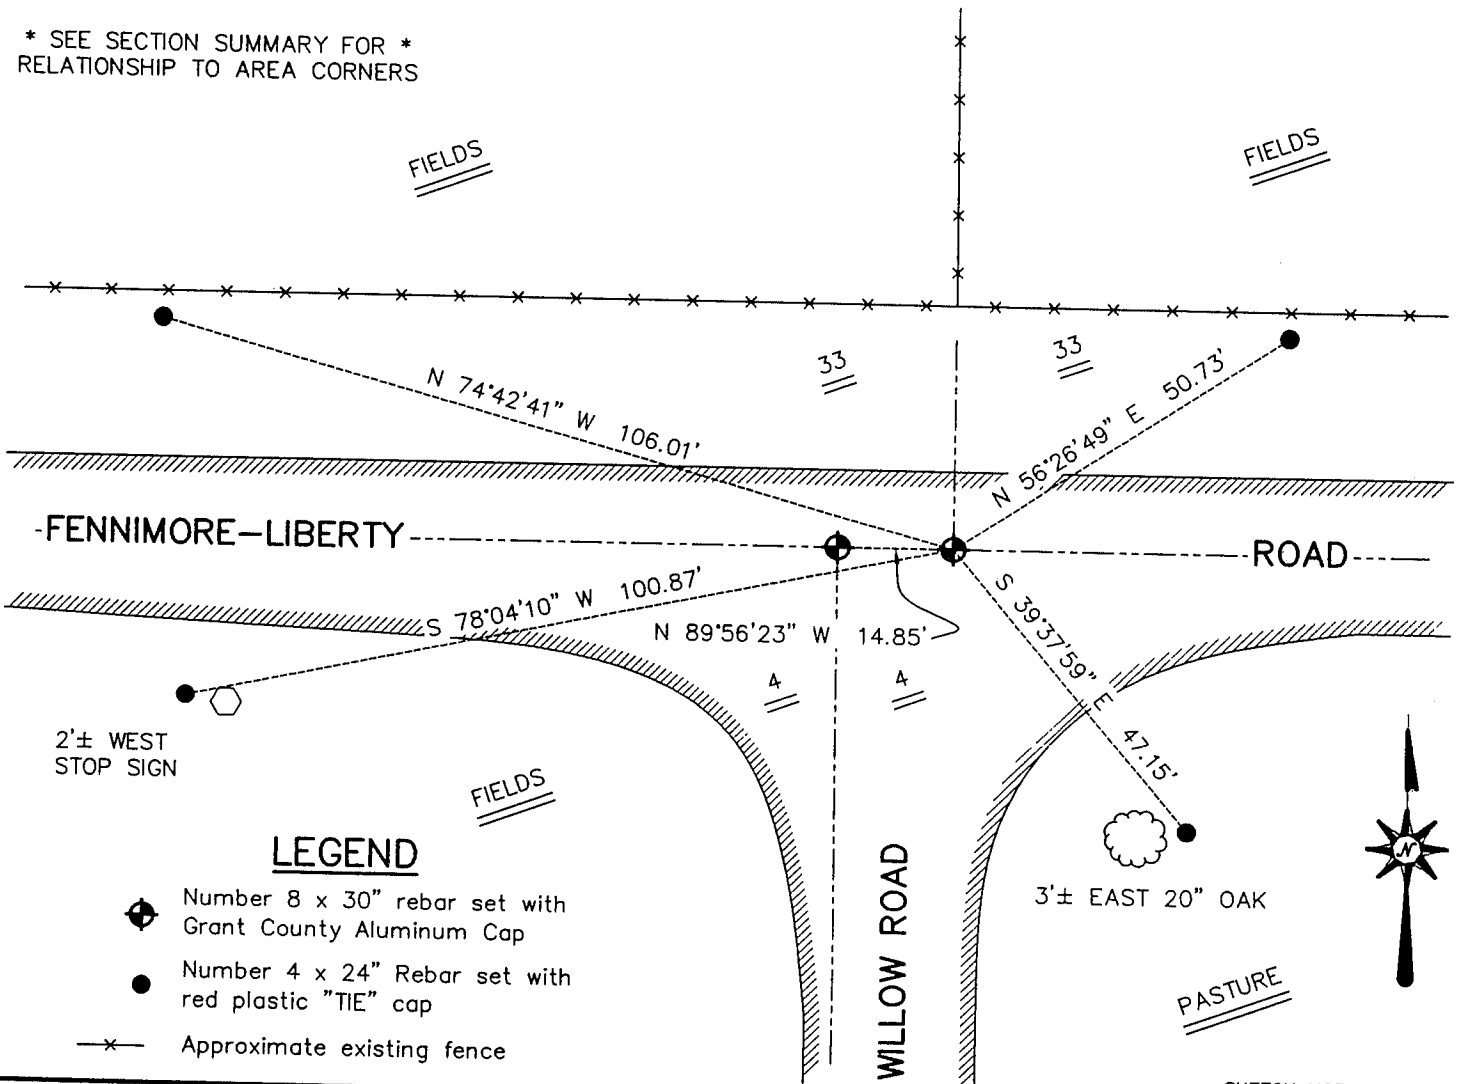 * SEE SECTION SUMMARY FOR *
RELATIONSHIP TO AREA CORNERS
FIELDS
FIELDS
33
33
N 74°42'41" W 106.01'
N 56°26'49" E 50.73'
FENNIMORE-LIBERTY
ROAD
S 78°04'10" W 100.87'
N 89°56'23" W 14.85'
S 39°37'59" E 47.15'
4
4
2'± WEST
STOP SIGN
FIELDS
3'± EAST 20" OAK
WILLOW ROAD
N
PASTURE
LEGEND
Number 8 x 30" rebar set with
Grant County Aluminum Cap
Number 4 x 24" Rebar set with
red plastic "TIE" cap
Approximate existing fence